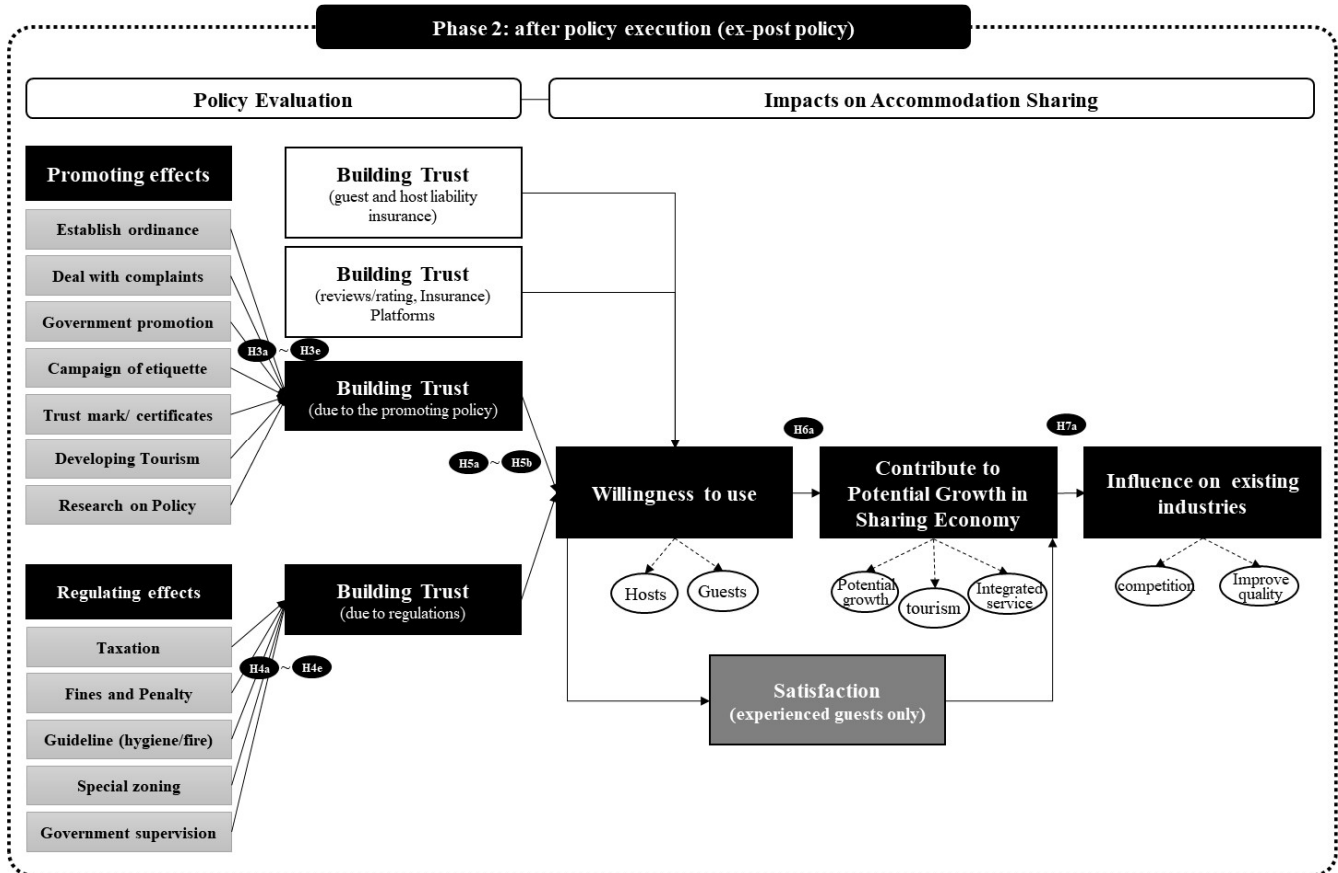 Phase 2: after policy execution (ex-post policy)
Policy Evaluation
Impacts on Accommodation Sharing
Promoting effects
Establish ordinance
Deal with complaints
Government promotion
Campaign of etiquette
Trust mark/ certificates
Developing Tourism
Research on Policy
H3a ~ H3e
Regulating effects
Taxation
Fines and Penalty
Guideline (hygiene/fire)
Special zoning
Government supervision
H4a ~ H4e
Building Trust
(guest and host liability
insurance)
Building Trust
(reviews/rating, Insurance)
Platforms
Building Trust
(due to the promoting policy)
Building Trust
(due to regulations)
H5a ~ H5b
Willingness to use
Hosts
Guests
H6a
Contribute to
Potential Growth in
Sharing Economy
Potential
growth
tourism
Integrated
service
H7a
Influence on existing
industries
competition
Improve
quality
Satisfaction
(experienced guests only)